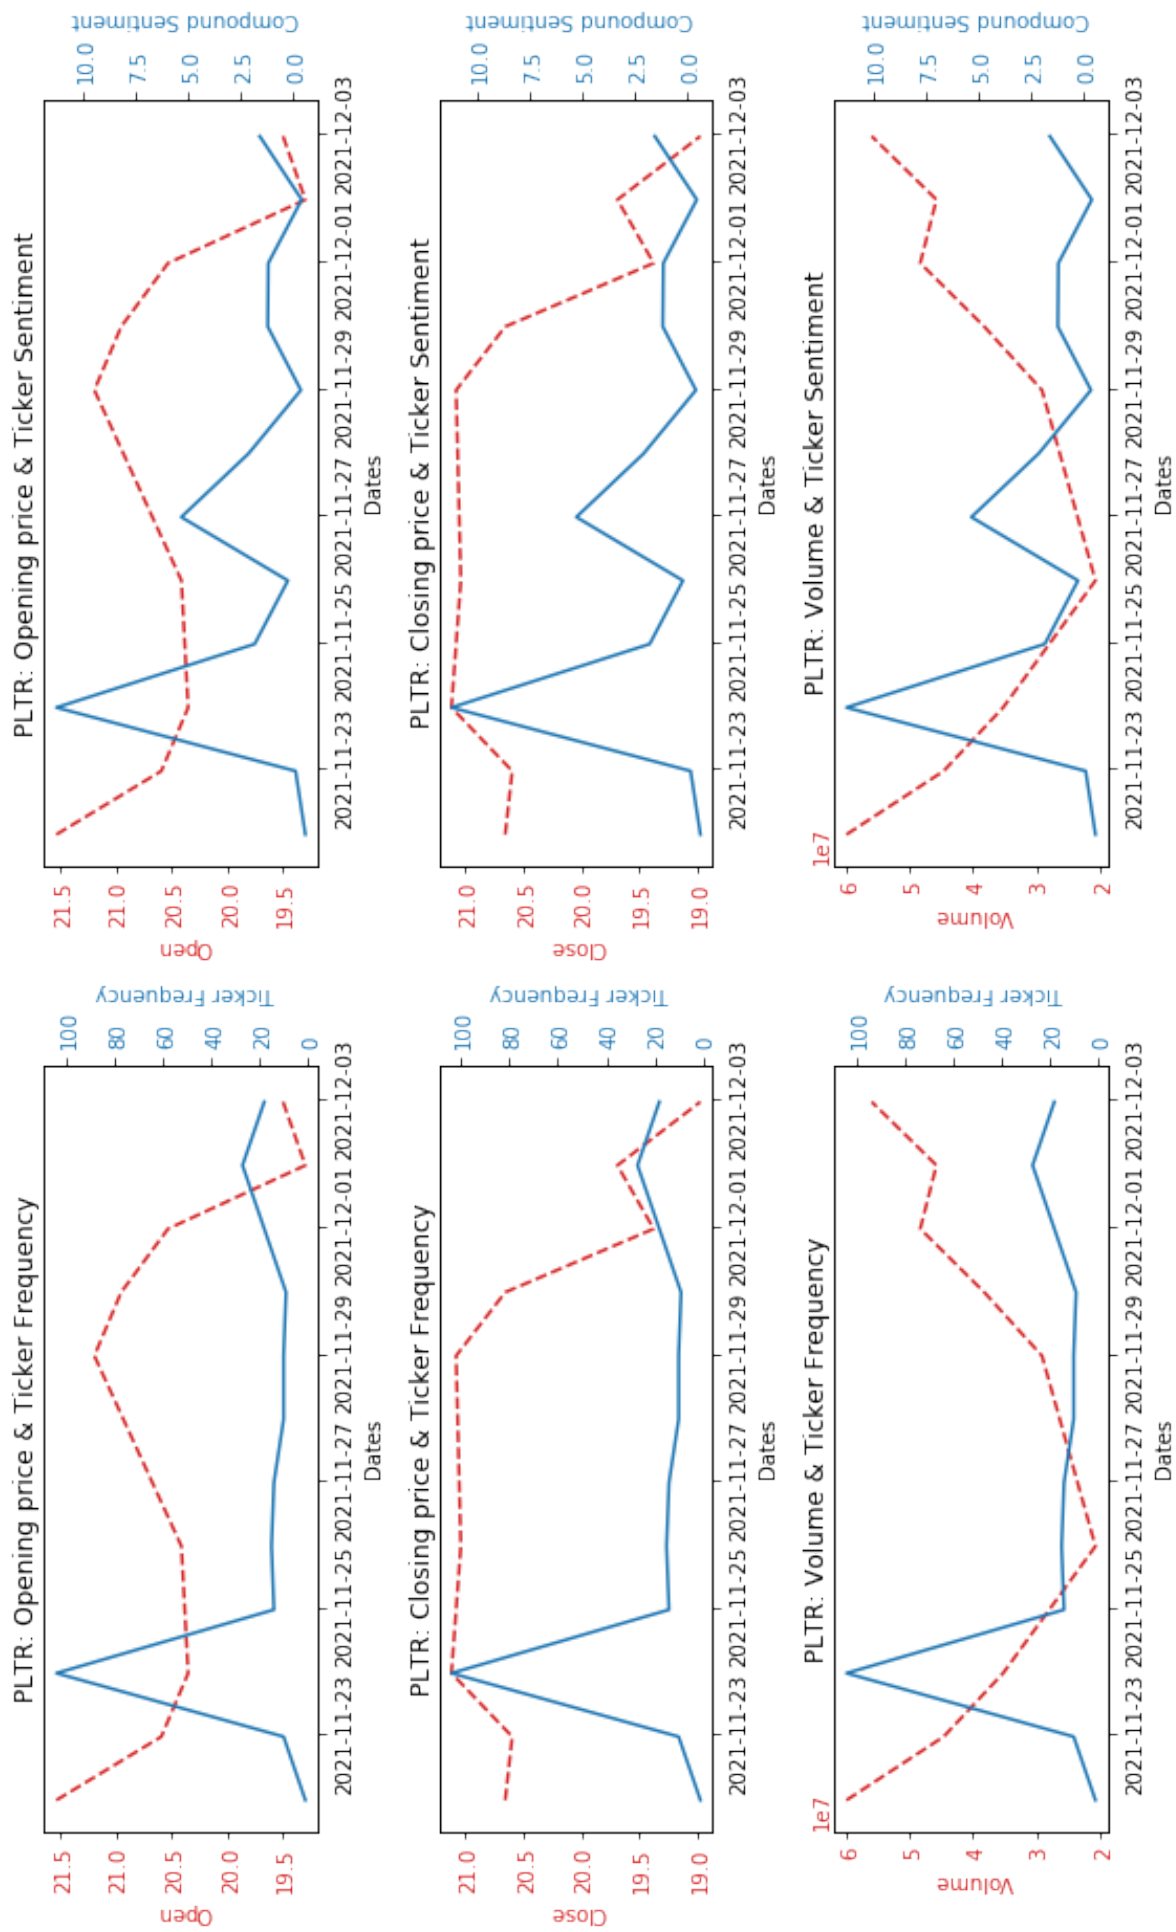 PLTR: Opening price & Ticker Frequency
21.5
21.0
20.5
20.0
19.5
Open
100
80
60
40
20
0
Ticker Frequency
2021-11-23 2021-11-25 2021-11-27 2021-11-29 2021-12-01 2021-12-03
Dates
PLTR: Opening price & Ticker Sentiment
21.5
21.0
20.5
20.0
19.5
Open
10.0
7.5
5.0
2.5
0.0
Compound Sentiment
2021-11-23 2021-11-25 2021-11-27 2021-11-29 2021-12-01 2021-12-03
Dates
PLTR: Closing price & Ticker Frequency
21.0
20.5
20.0
19.5
19.0
Close
100
80
60
40
20
0
Ticker Frequency
2021-11-23 2021-11-25 2021-11-27 2021-11-29 2021-12-01 2021-12-03
Dates
PLTR: Closing price & Ticker Sentiment
21.0
20.5
20.0
19.5
19.0
Close
10.0
7.5
5.0
2.5
0.0
Compound Sentiment
2021-11-23 2021-11-25 2021-11-27 2021-11-29 2021-12-01 2021-12-03
Dates
PLTR: Volume & Ticker Frequency
1e7
6
5
4
3
2
Volume
100
80
60
40
20
0
Ticker Frequency
2021-11-23 2021-11-25 2021-11-27 2021-11-29 2021-12-01 2021-12-03
Dates
PLTR: Volume & Ticker Sentiment
1e7
6
5
4
3
2
Volume
10.0
7.5
5.0
2.5
0.0
Compound Sentiment
2021-11-23 2021-11-25 2021-11-27 2021-11-29 2021-12-01 2021-12-03
Dates